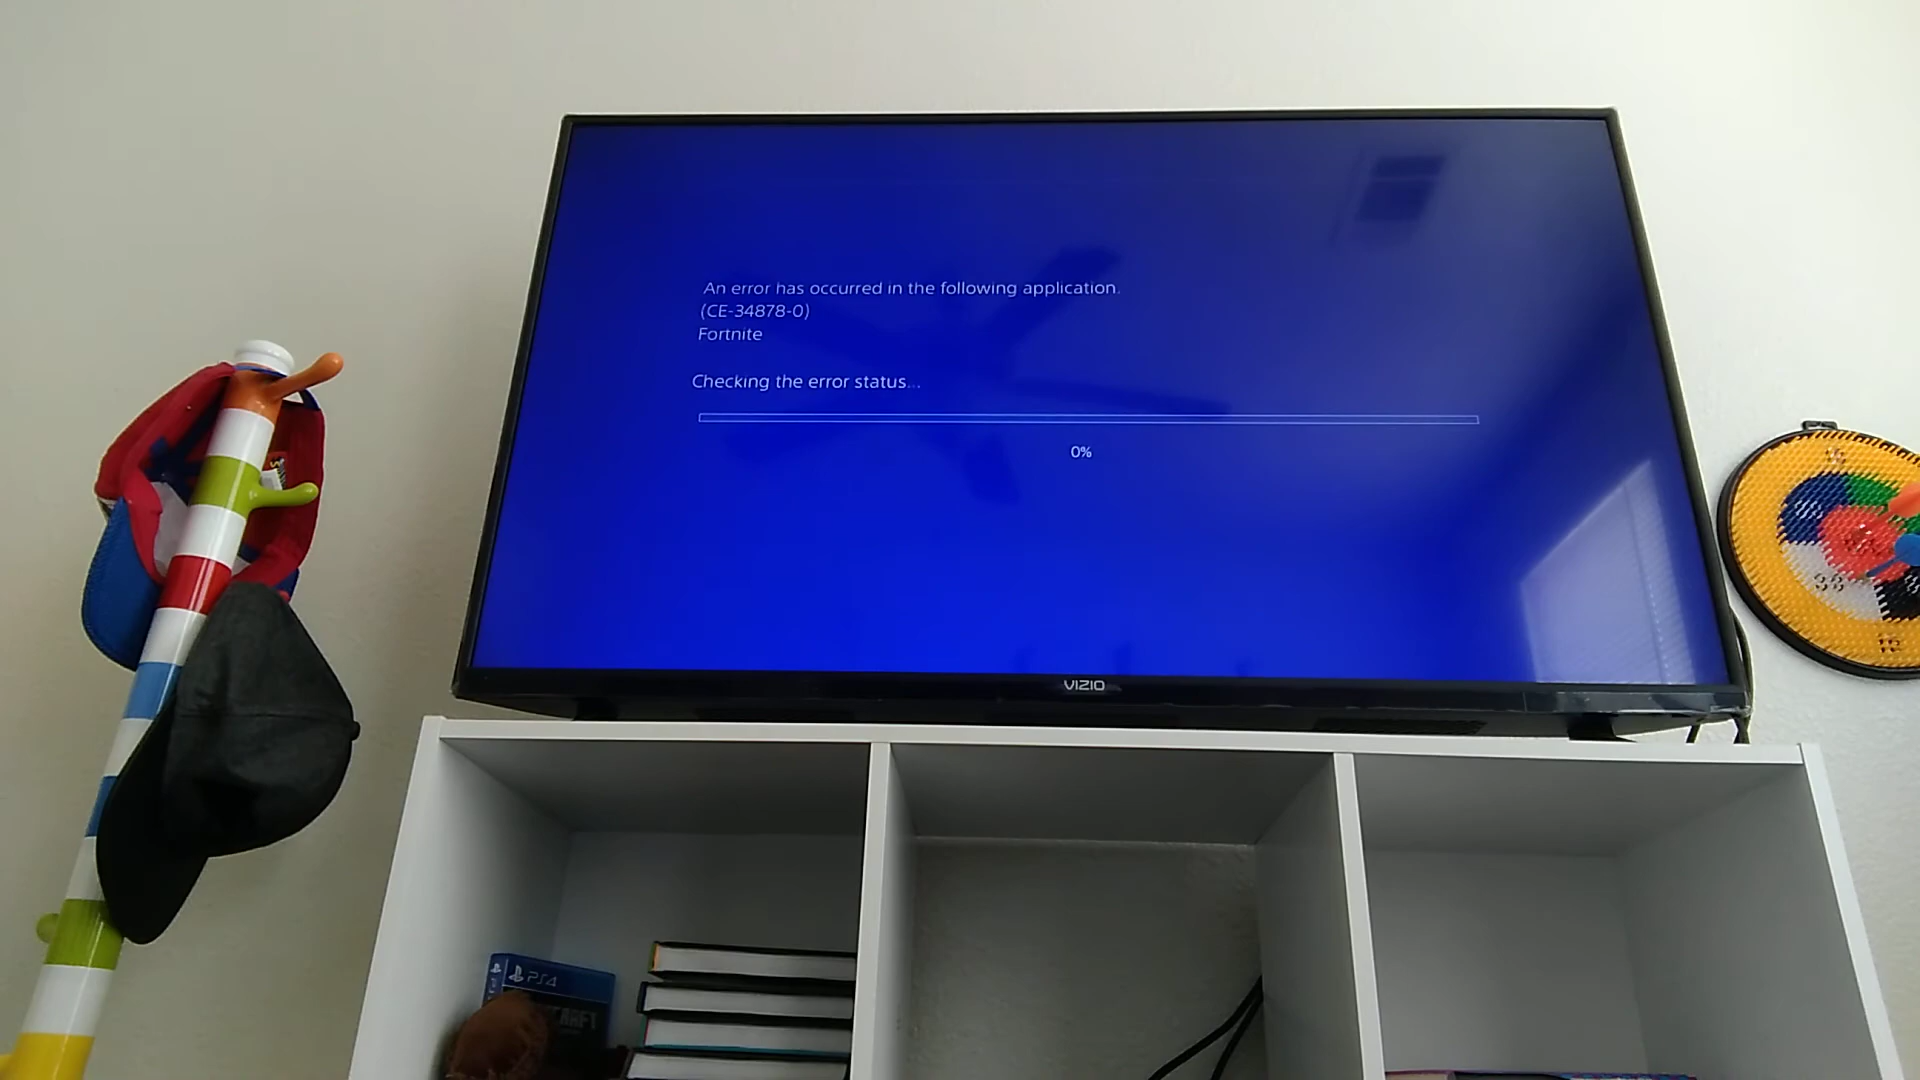 An error has occurred in the following application.
(CE-34878-0)
Fortnite
Checking the error status...
0%
VIZIO
PS4